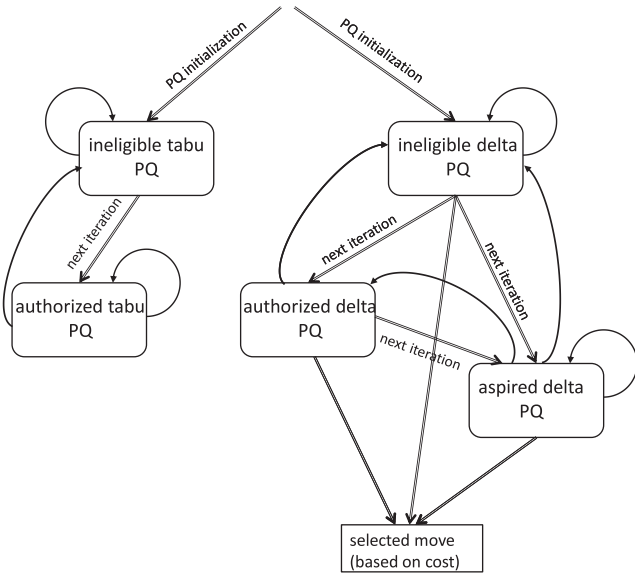 PQ initialization
PQ initialization
ineligible tabu
PQ
ineligible delta
PQ
next iteration
next iteration
next iteration
authorized tabu
PQ
authorized delta
PQ
next iteration
aspired delta
PQ
selected move
(based on cost)